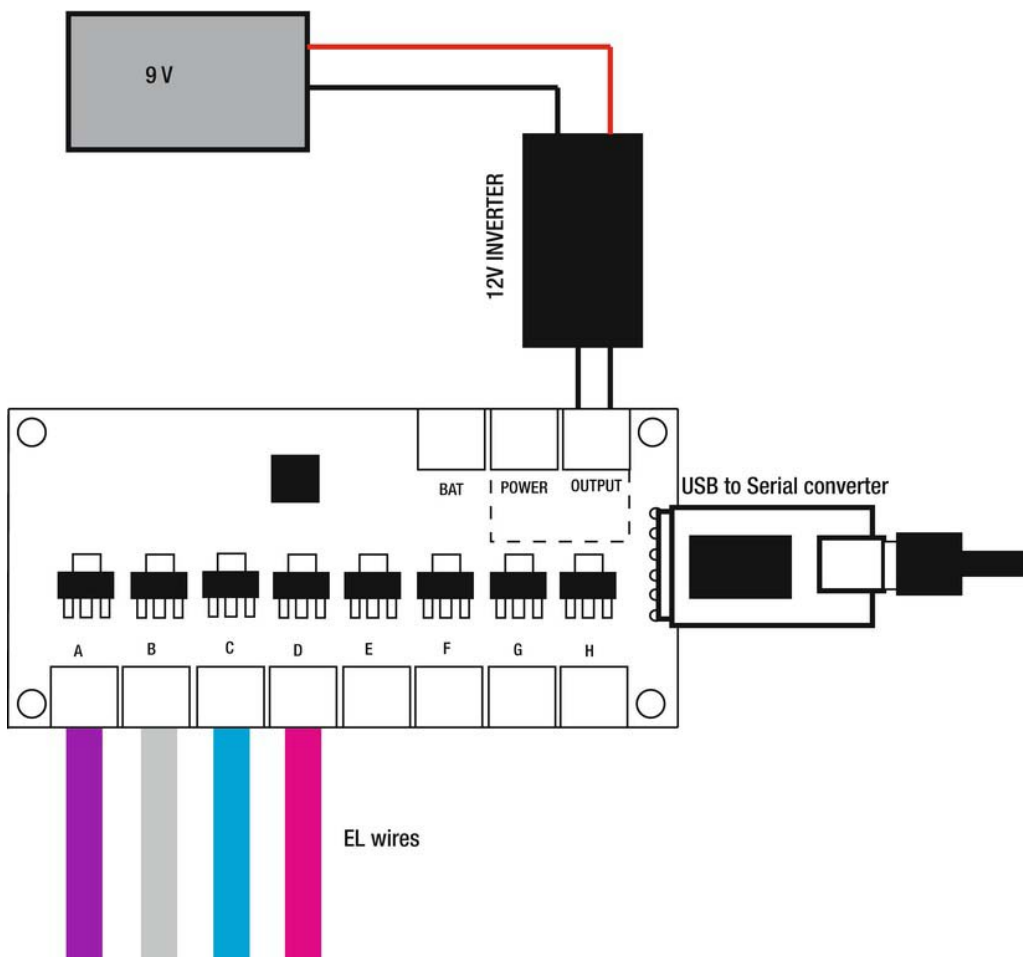 9 V
12V INVERTER
BAT
POWER
OUTPUT
USB to Serial converter
A
B
C
D
E
F
G
H
EL wires